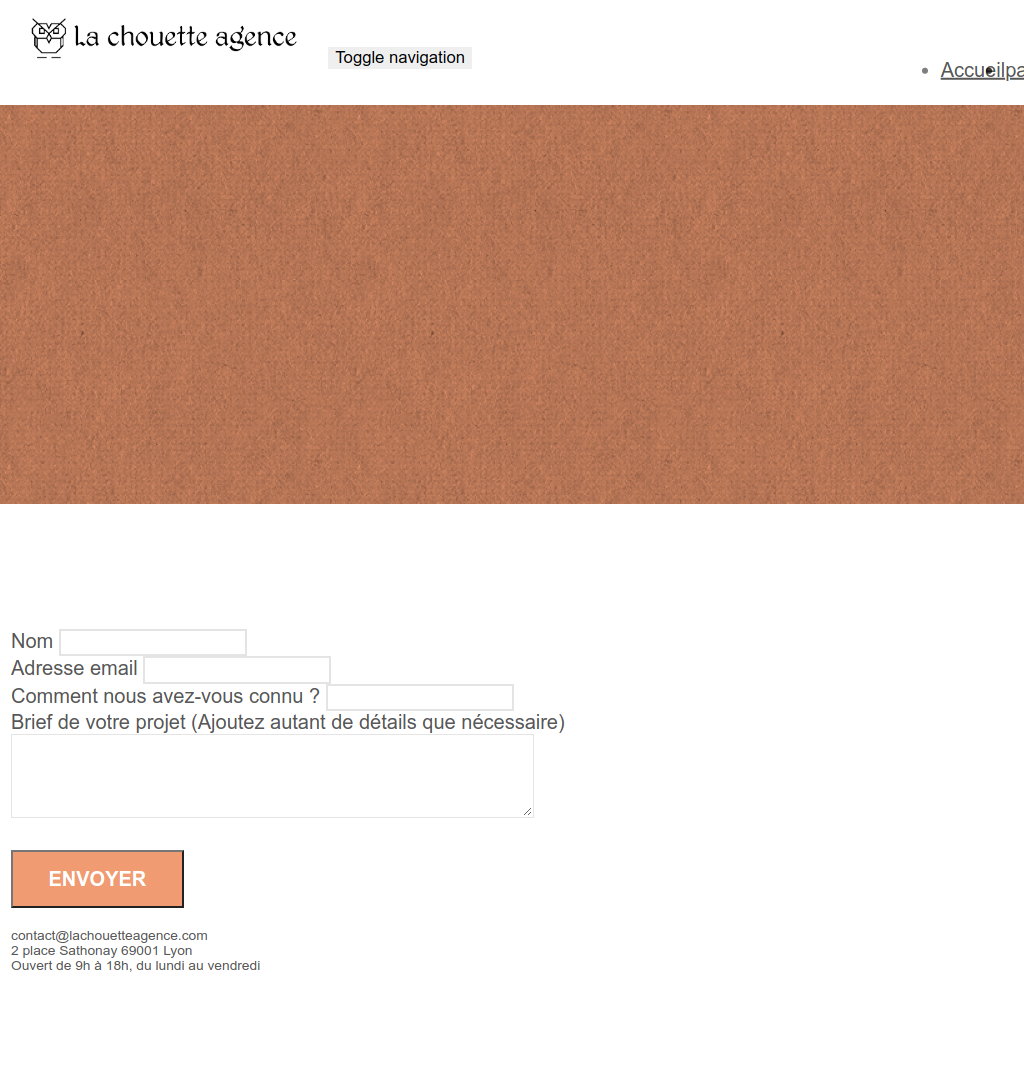 La chouette agence
Toggle navigation
Accueil
Nom
Adresse email
Comment nous avez-vous connu ?
Brief de votre projet (Ajoutez autant de détails que nécessaire)
ENVOYER
contact@lachouetteagence.com
2 place Sathonay 69001 Lyon
Ouvert de 9h à 18h, du lundi au vendredi